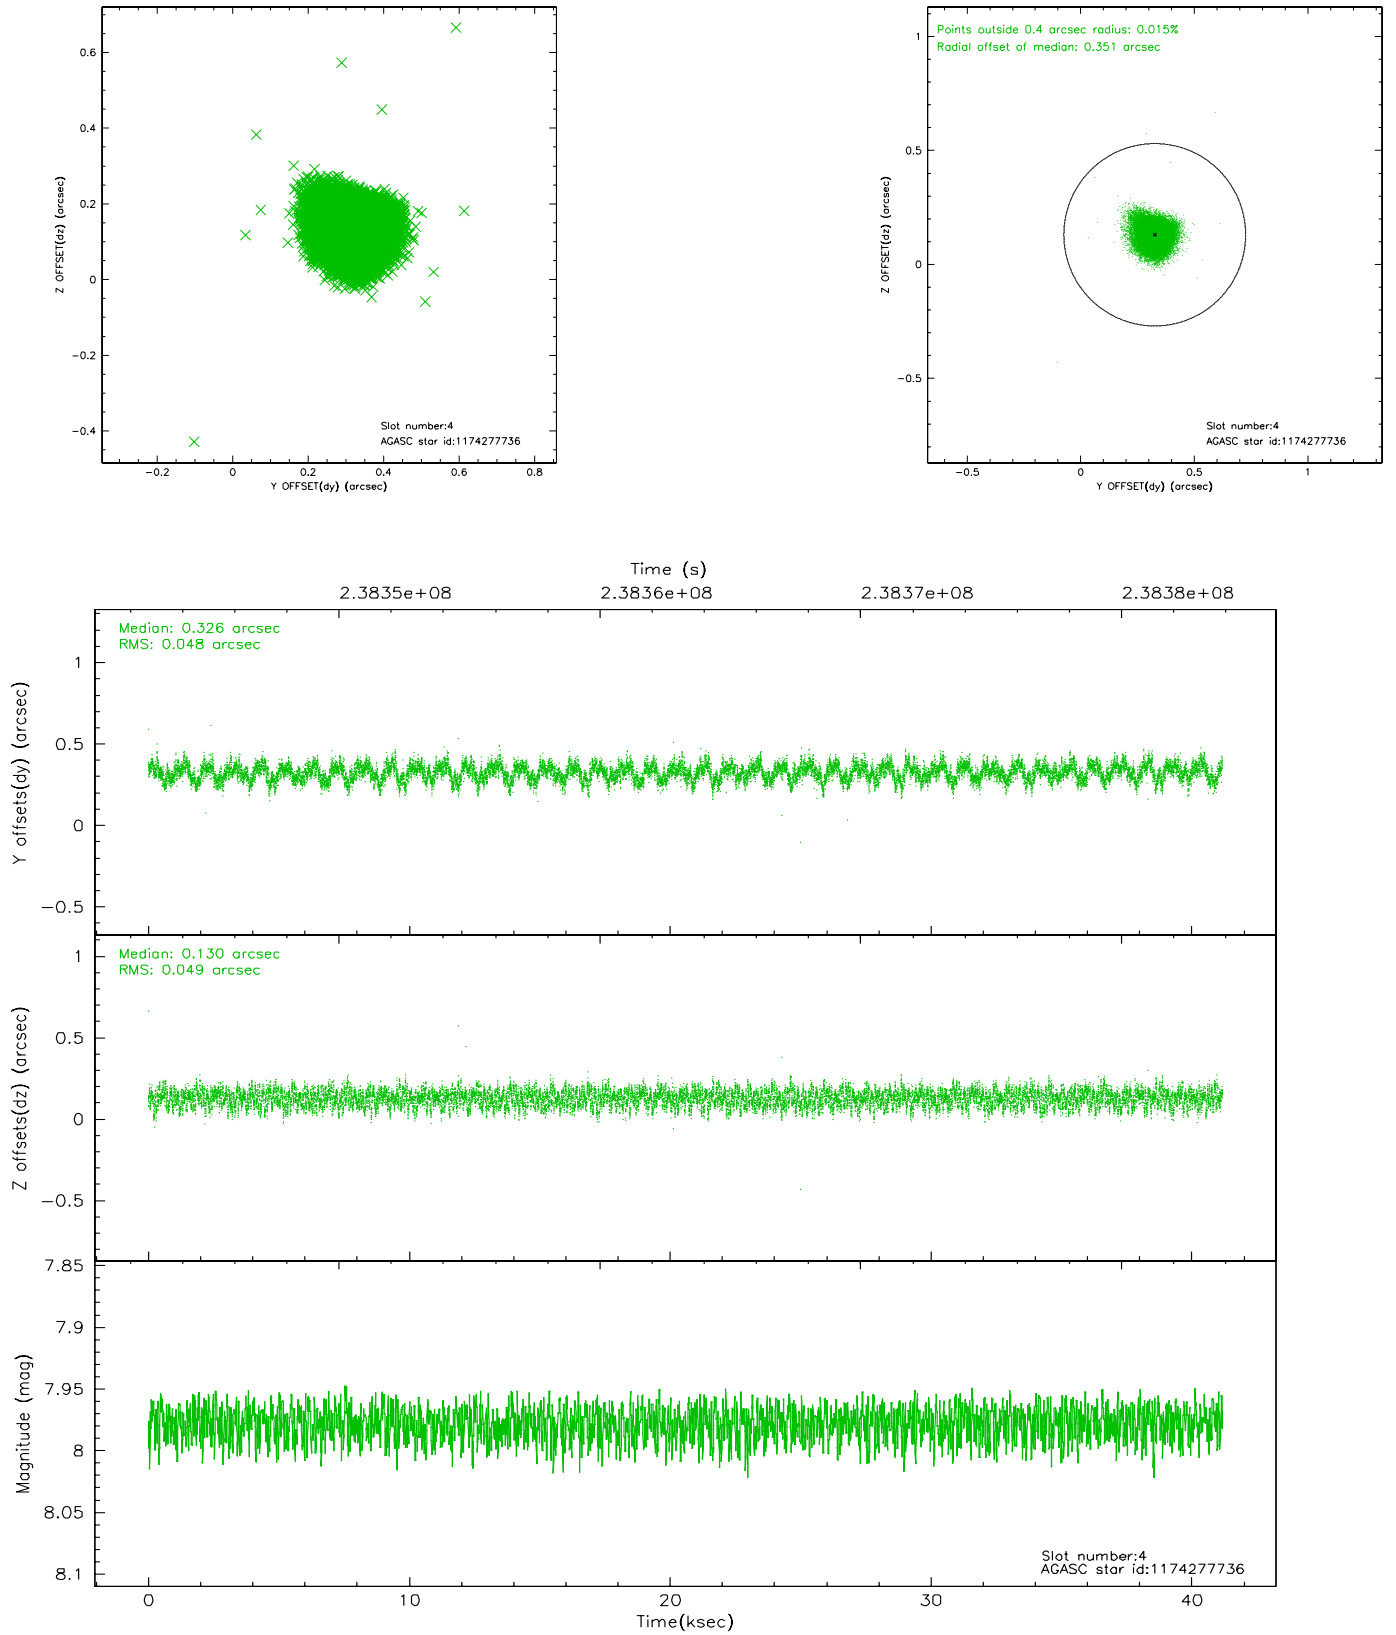 0.6
0.4
0.2
0
−0.2
−0.4
Z OFFSET(dz) (arcsec)
Slot number:4
AGASC star id:1174277736
−0.2 0 0.2 0.4 0.6 0.8
Y OFFSET(dy) (arcsec)
Points outside 0.4 arcsec radius: 0.015%
Radial offset of median: 0.351 arcsec
1
0.5
0
−0.5
Z OFFSET(dz) (arcsec)
Slot number:4
AGASC star id:1174277736
−0.5 0 0.5 1
Y OFFSET(dy) (arcsec)
Time (s)
2.3835e+08 2.3836e+08 2.3837e+08 2.3838e+08
Median: 0.326 arcsec
RMS: 0.048 arcsec
1
0.5
0
−0.5
Y offsets(dy) (arcsec)
Median: 0.130 arcsec
RMS: 0.049 arcsec
1
0.5
0
−0.5
Z offsets(dz) (arcsec)
7.85
7.9
7.95
8
8.05
8.1
Magnitude (mag)
Slot number:4
AGASC star id:1174277736
0 10 20 30 40
Time(ksec)